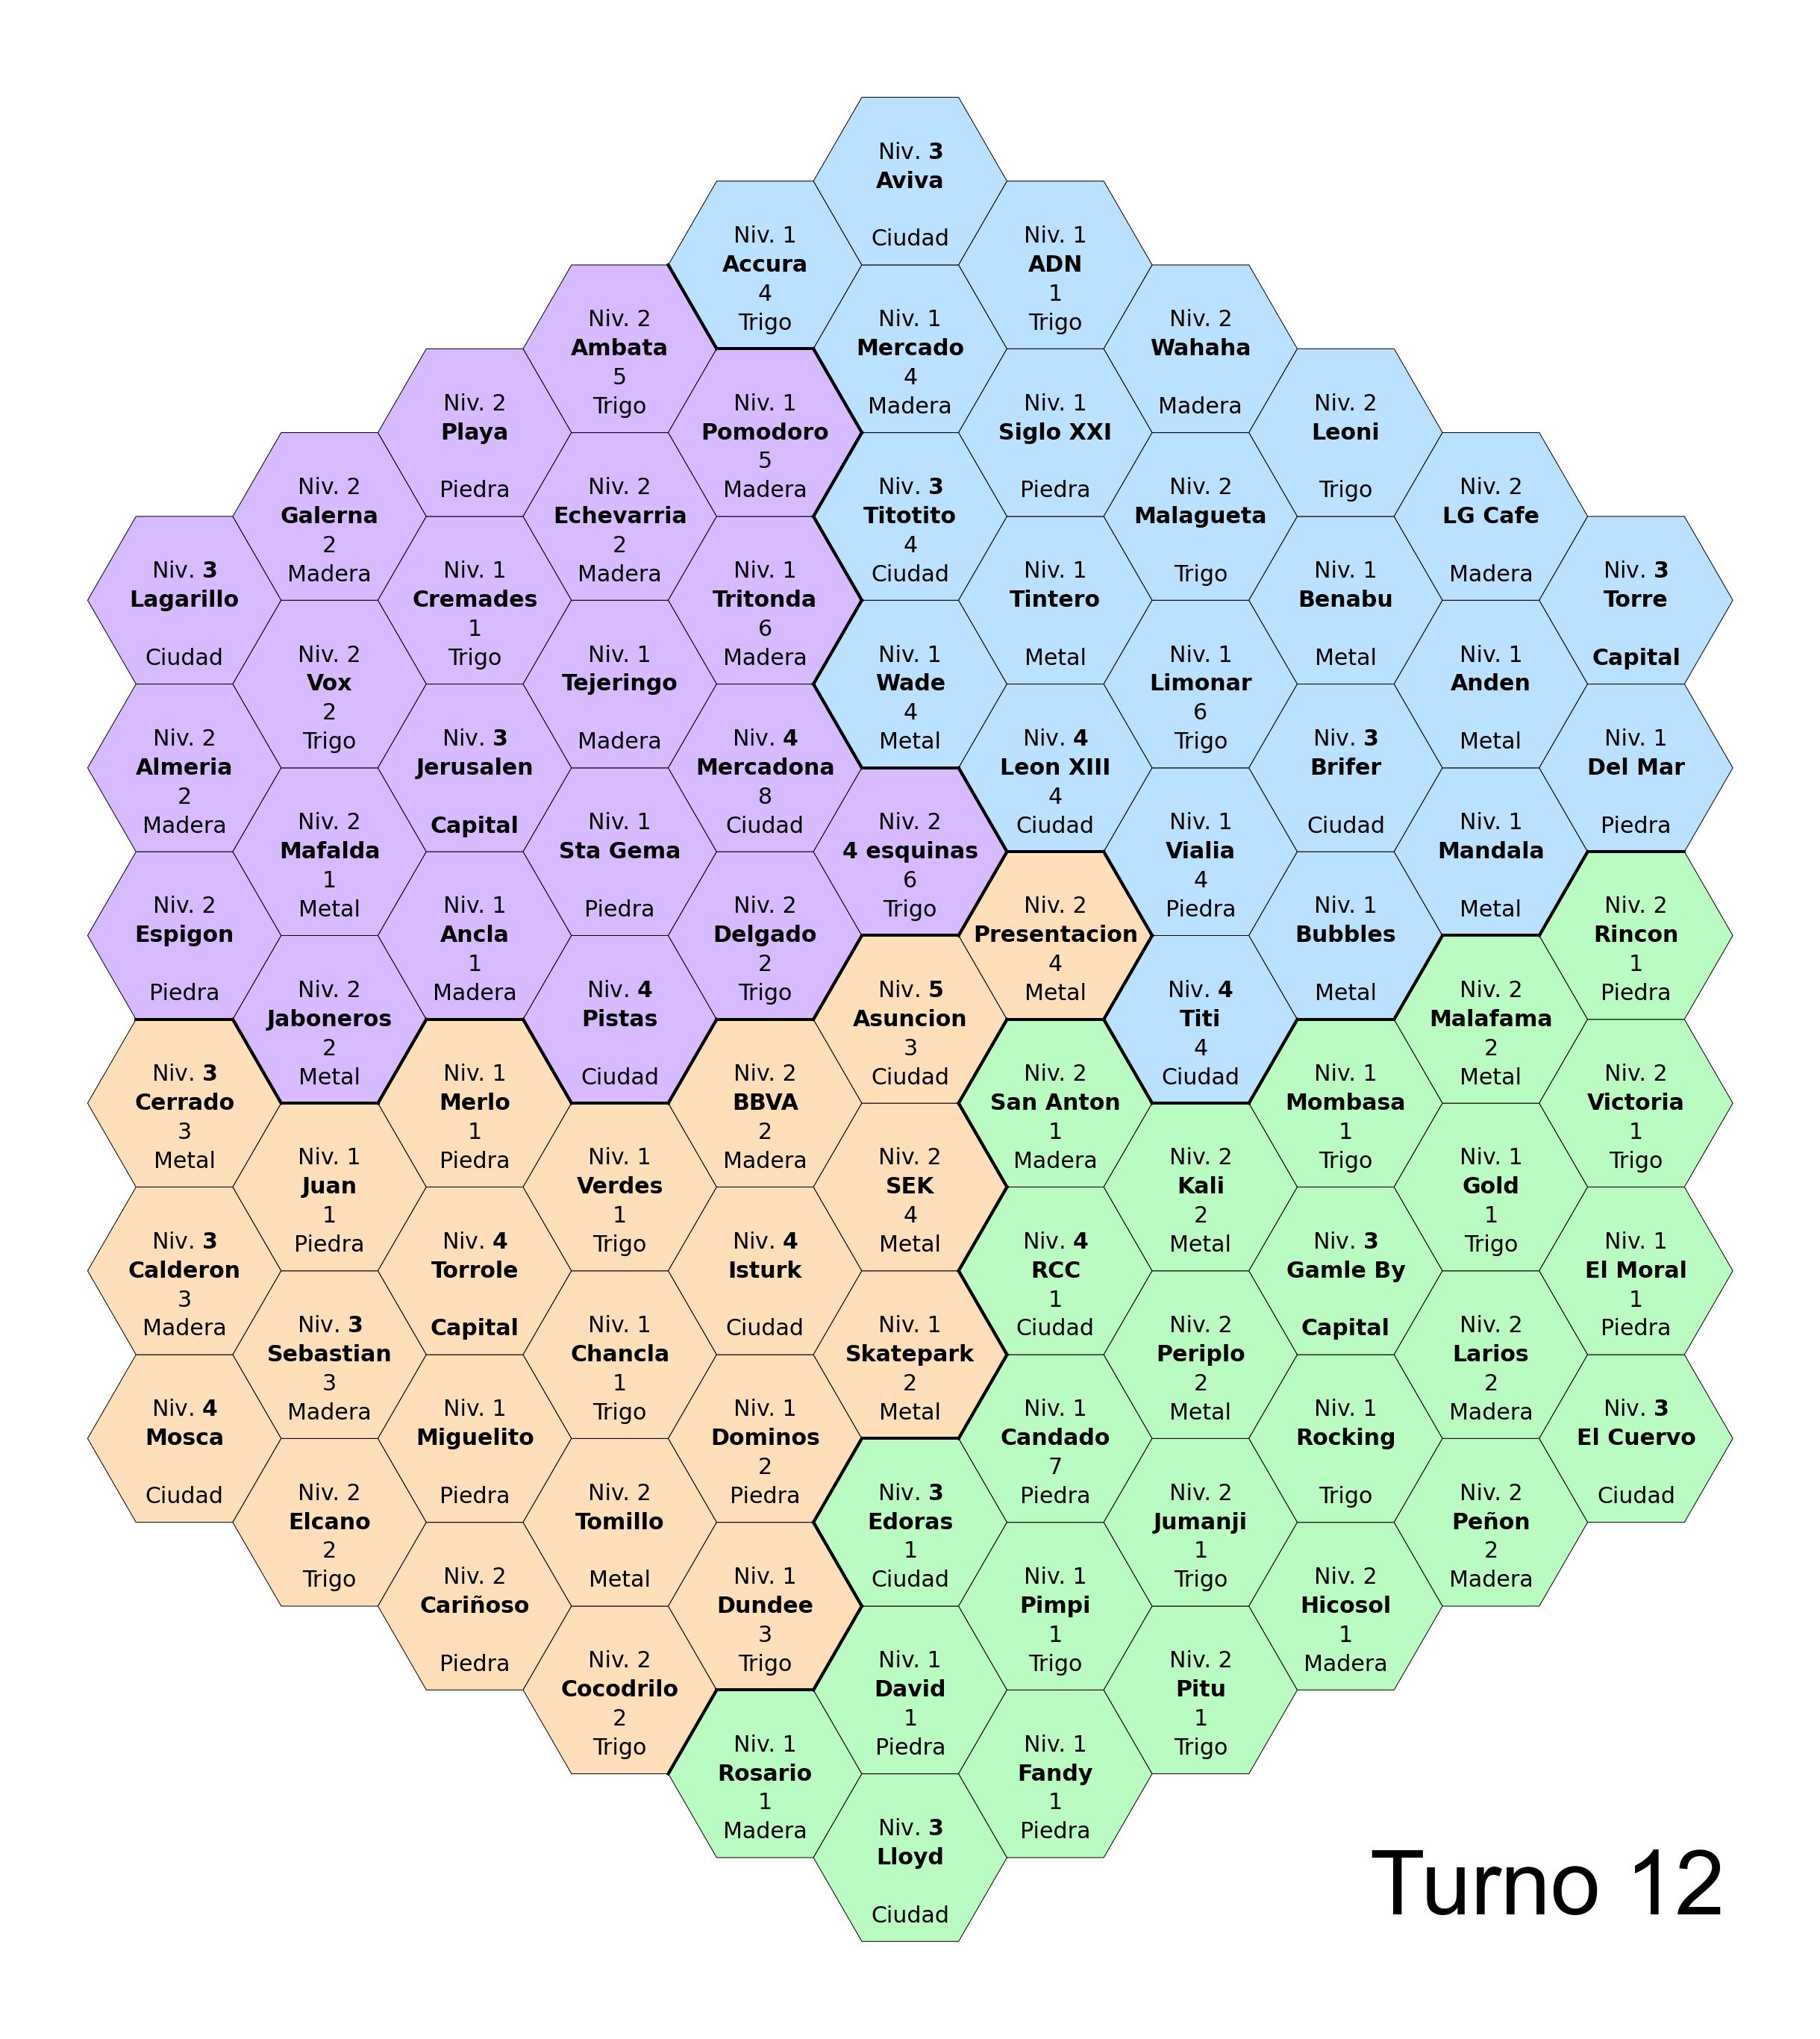 Niv. 3
Aviva
Ciudad
Niv. 1
Accura
4
Trigo
Niv. 1
ADN
1
Trigo
Niv. 2
Ambata
5
Trigo
Niv. 1
Mercado
4
Madera
Niv. 2
Wahaha
Madera
Niv. 2
Playa
Piedra
Niv. 1
Pomodoro
5
Madera
Niv. 1
Siglo XXI
Piedra
Niv. 2
Leoni
Trigo
Niv. 2
Galerna
2
Madera
Niv. 2
Echevarria
2
Madera
Niv. 3
Titotito
4
Ciudad
Niv. 2
Malagueta
Trigo
Niv. 2
LG Cafe
Madera
Niv. 3
Lagarillo
Ciudad
Niv. 1
Cremades
1
Trigo
Niv. 1
Tritonda
6
Madera
Niv. 1
Tintero
Metal
Niv. 1
Benabu
Metal
Niv. 3
Torre
Capital
Niv. 2
Vox
2
Trigo
Niv. 1
Tejeringo
Madera
Niv. 1
Wade
4
Metal
Niv. 1
Limonar
6
Trigo
Niv. 1
Anden
Metal
Niv. 2
Almeria
2
Madera
Niv. 3
Jerusalen
Capital
Niv. 4
Mercadona
8
Ciudad
Niv. 4
Leon XIII
4
Ciudad
Niv. 3
Brifer
Ciudad
Niv. 1
Del Mar
Piedra
Niv. 2
Mafalda
1
Metal
Niv. 1
Sta Gema
Piedra
Niv. 2
4 esquinas
6
Trigo
Niv. 1
Vialia
4
Piedra
Niv. 1
Mandala
Metal
Niv. 2
Espigon
Piedra
Niv. 1
Ancla
1
Madera
Niv. 2
Delgado
2
Trigo
Niv. 2
Presentacion
4
Metal
Niv. 1
Bubbles
Metal
Niv. 2
Rincon
1
Piedra
Niv. 2
Jaboneros
2
Metal
Niv. 4
Pistas
Ciudad
Niv. 5
Asuncion
3
Ciudad
Niv. 4
Titi
4
Ciudad
Niv. 2
Malafama
2
Metal
Niv. 3
Cerrado
3
Metal
Niv. 1
Merlo
1
Piedra
Niv. 2
BBVA
2
Madera
Niv. 2
San Anton
1
Madera
Niv. 1
Mombasa
1
Trigo
Niv. 2
Victoria
1
Trigo
Niv. 1
Juan
1
Piedra
Niv. 1
Verdes
1
Trigo
Niv. 2
SEK
4
Metal
Niv. 2
Kali
2
Metal
Niv. 1
Gold
1
Trigo
Niv. 3
Calderon
3
Madera
Niv. 4
Torrole
Capital
Niv. 4
Isturk
Ciudad
Niv. 4
RCC
1
Ciudad
Niv. 3
Gamle By
Capital
Niv. 1
El Moral
1
Piedra
Niv. 3
Sebastian
3
Madera
Niv. 1
Chancla
1
Trigo
Niv. 1
Skatepark
2
Metal
Niv. 2
Periplo
2
Metal
Niv. 2
Larios
2
Madera
Niv. 4
Mosca
Ciudad
Niv. 1
Miguelito
Piedra
Niv. 1
Dominos
2
Piedra
Niv. 1
Candado
7
Piedra
Niv. 1
Rocking
Trigo
Niv. 3
El Cuervo
Ciudad
Niv. 2
Elcano
2
Trigo
Niv. 2
Tomillo
Metal
Niv. 3
Edoras
1
Ciudad
Niv. 2
Jumanji
1
Trigo
Niv. 2
Peñon
2
Madera
Niv. 2
Cariñoso
Piedra
Niv. 1
Dundee
3
Trigo
Niv. 1
Pimpi
1
Trigo
Niv. 2
Hicosol
1
Madera
Niv. 2
Cocodrilo
2
Trigo
Niv. 1
David
1
Piedra
Niv. 2
Pitu
1
Trigo
Niv. 1
Rosario
1
Madera
Niv. 1
Fandy
1
Piedra
Niv. 3
Lloyd
Ciudad
Turno 12